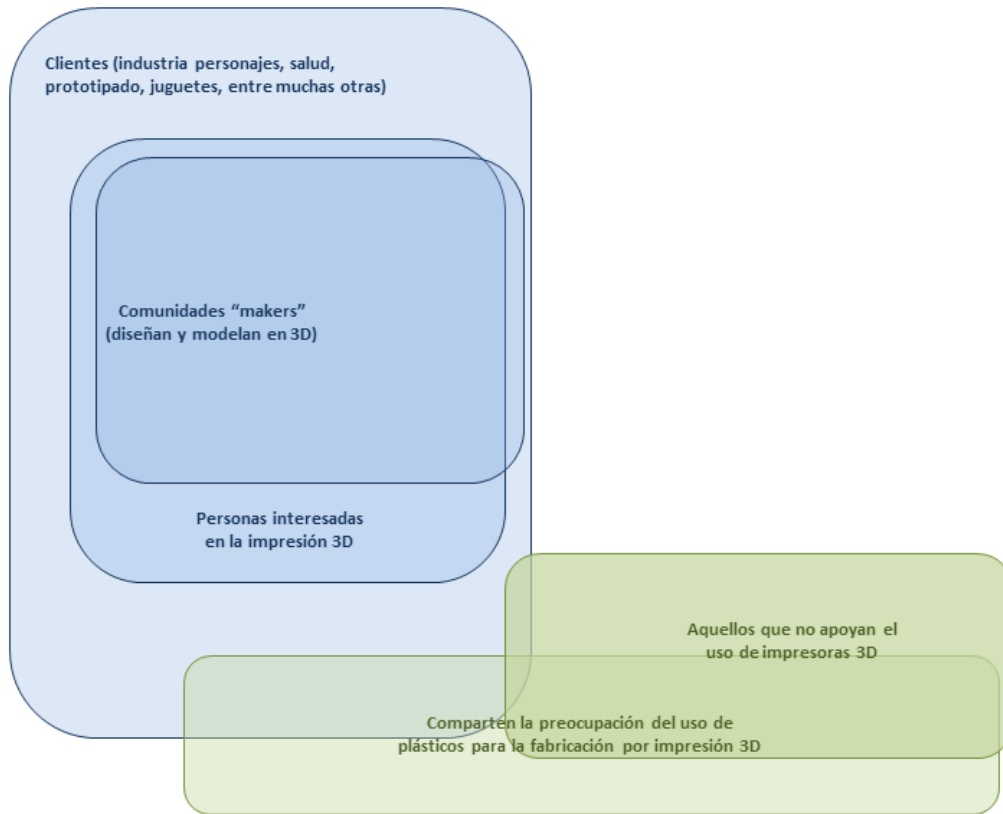 Clientes (industria personajes, salud,
prototipado, juguetes, entre muchas otras)
Comunidades “makers”
(diseñan y modelan en 3D)
Personas interesadas
en la impresión 3D
Aquellos que no apoyan el
uso de impresoras 3D
Comparten la preocupación del uso de
plásticos para la fabricación por impresión 3D